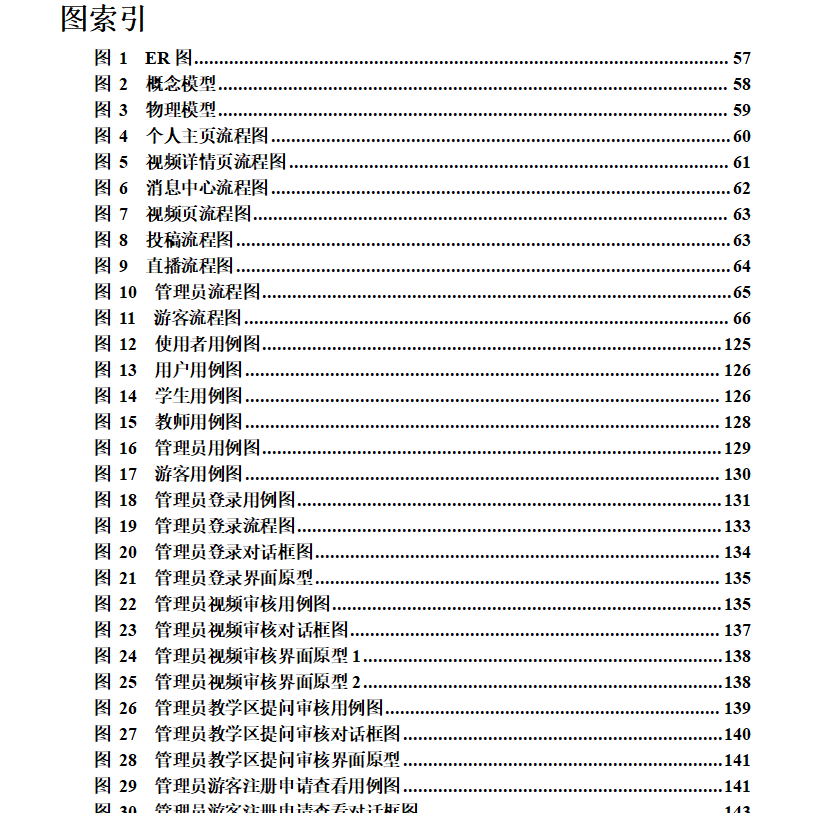 图索引
图 1 ER 图........................................57
图 2 概念模型........................................58
图 3 物理模型........................................59
图 4 个人主页流程图........................................60
图 5 视频详情页流程图........................................61
图 6 消息中心流程图........................................62
图 7 视频页流程图........................................63
图 8 投稿流程图........................................63
图 9 直播流程图........................................64
图 10 管理员流程图........................................65
图 11 游客流程图........................................66
图 12 使用者用例图........................................125
图 13 用户用例图........................................126
图 14 学生用例图........................................126
图 15 教师用例图........................................128
图 16 管理员用例图........................................129
图 17 游客用例图........................................130
图 18 管理员登录用例图........................................131
图 19 管理员登录流程图........................................133
图 20 管理员登录对话框图........................................134
图 21 管理员登录界面原型........................................135
图 22 管理员视频审核用例图........................................135
图 23 管理员视频审核对话框图........................................137
图 24 管理员视频审核界面原型 1........................................138
图 25 管理员视频审核界面原型 2........................................138
图 26 管理员教学区提问审核用例图........................................139
图 27 管理员教学区提问审核对话框图........................................140
图 28 管理员教学区提问审核界面原型........................................141
图 29 管理员游客注册申请查看用例图........................................141
图 30 管理员游客注册申请查看对话框图........................................143